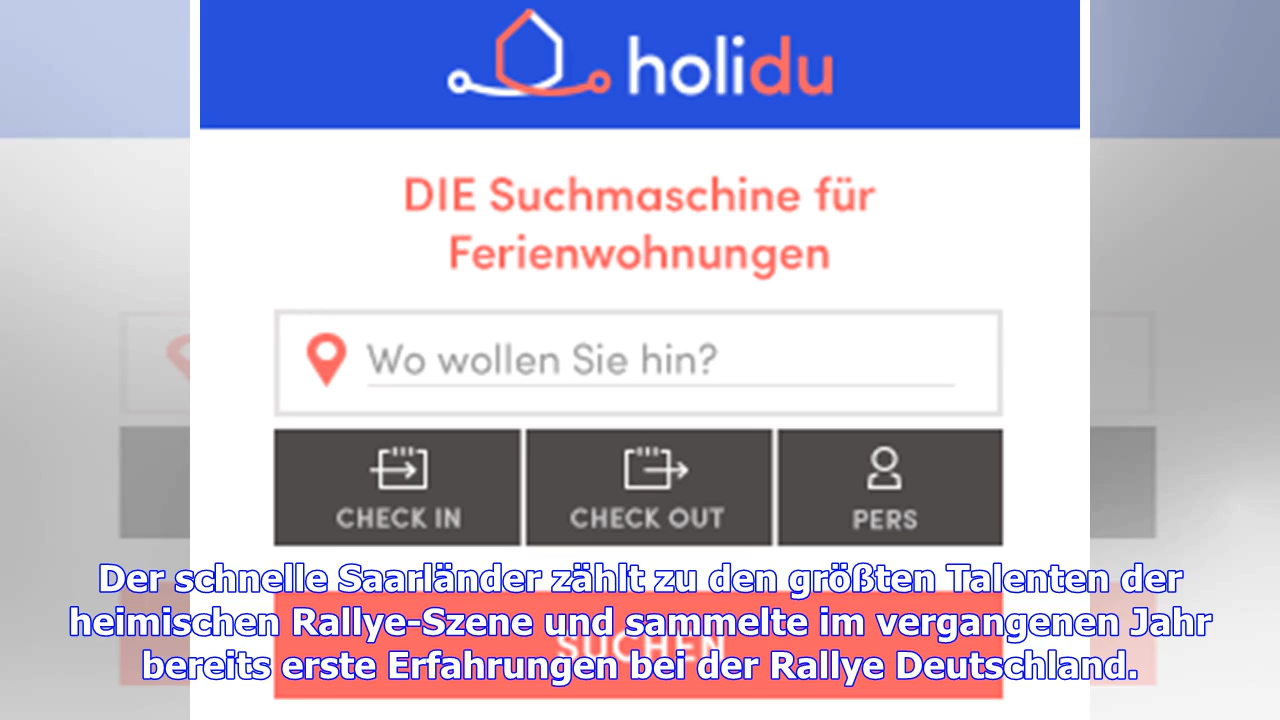 holidu
DIE Suchmaschine für
Ferienwohnungen
Wo wollen Sie hin?
CHECK IN
CHECK OUT
PERS
SUCHEN
Der schnelle Saarländer zählt zu den größten Talenten der
heimischen Rallye-Szene und sammelte im vergangenen Jahr
bereits erste Erfahrungen bei der Rallye Deutschland.